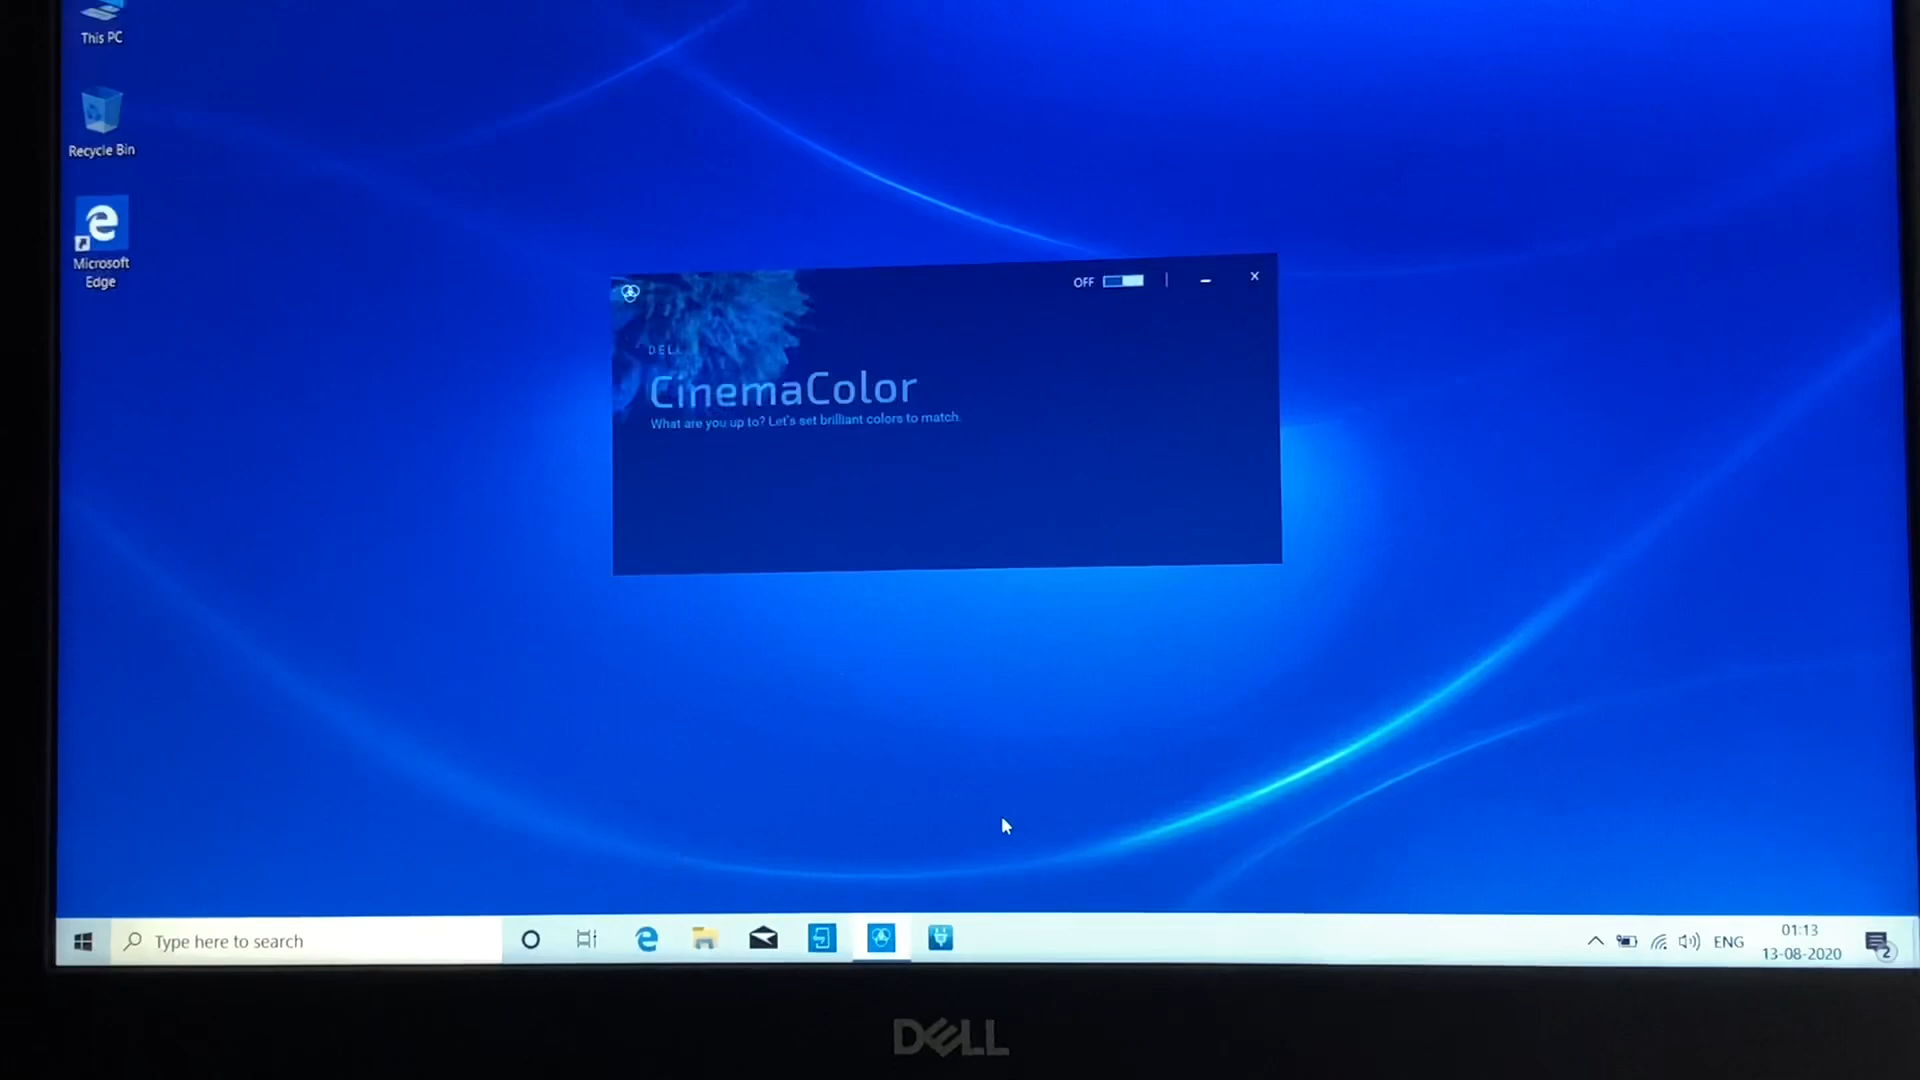 This PC
Recycle Bin
Microsoft
Edge
OFF
DELL
CinemaColor
What are you up to? Let's set brilliant colors to match.
Type here to search
ENG
01:13
13-08-2020
2
DELL